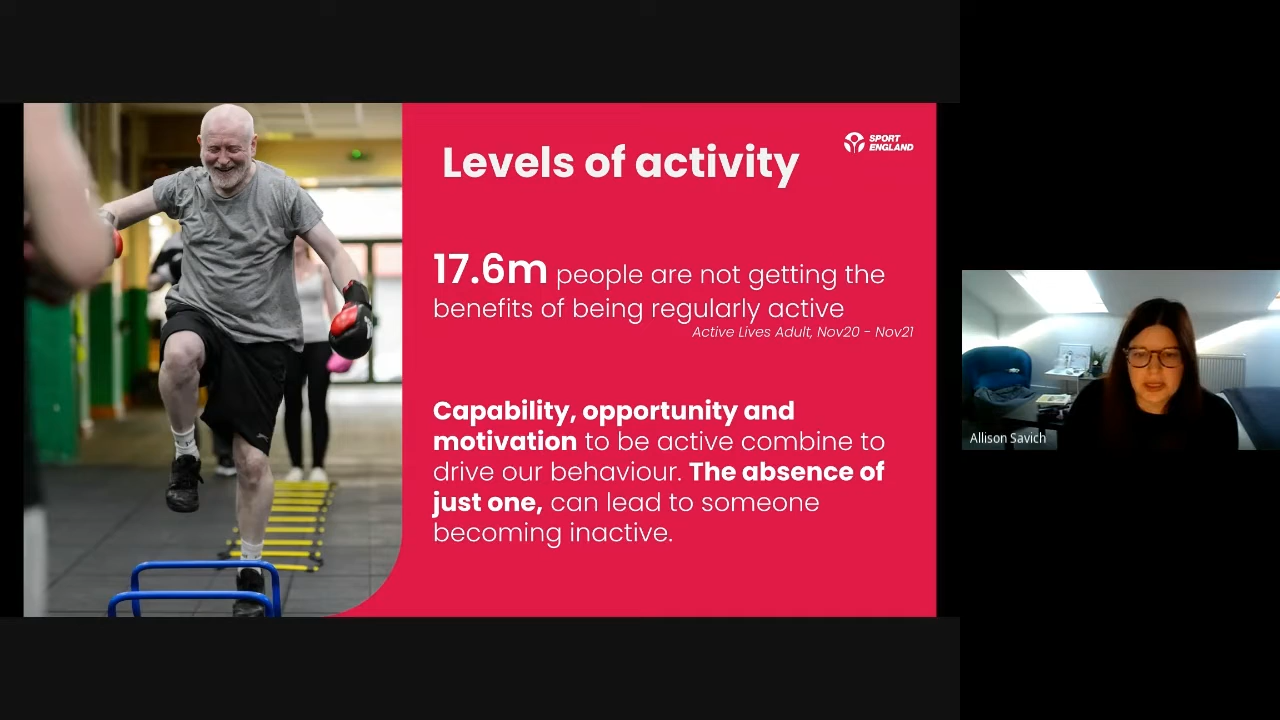 Levels of activity
SPORT
ENGLAND
17.6m people are not getting the
benefits of being regularly active
Active Lives Adult, Nov20 - Nov21
Capability, opportunity and
motivation to be active combine to
drive our behaviour. The absence of
just one, can lead to someone
becoming inactive.
Allison Savich